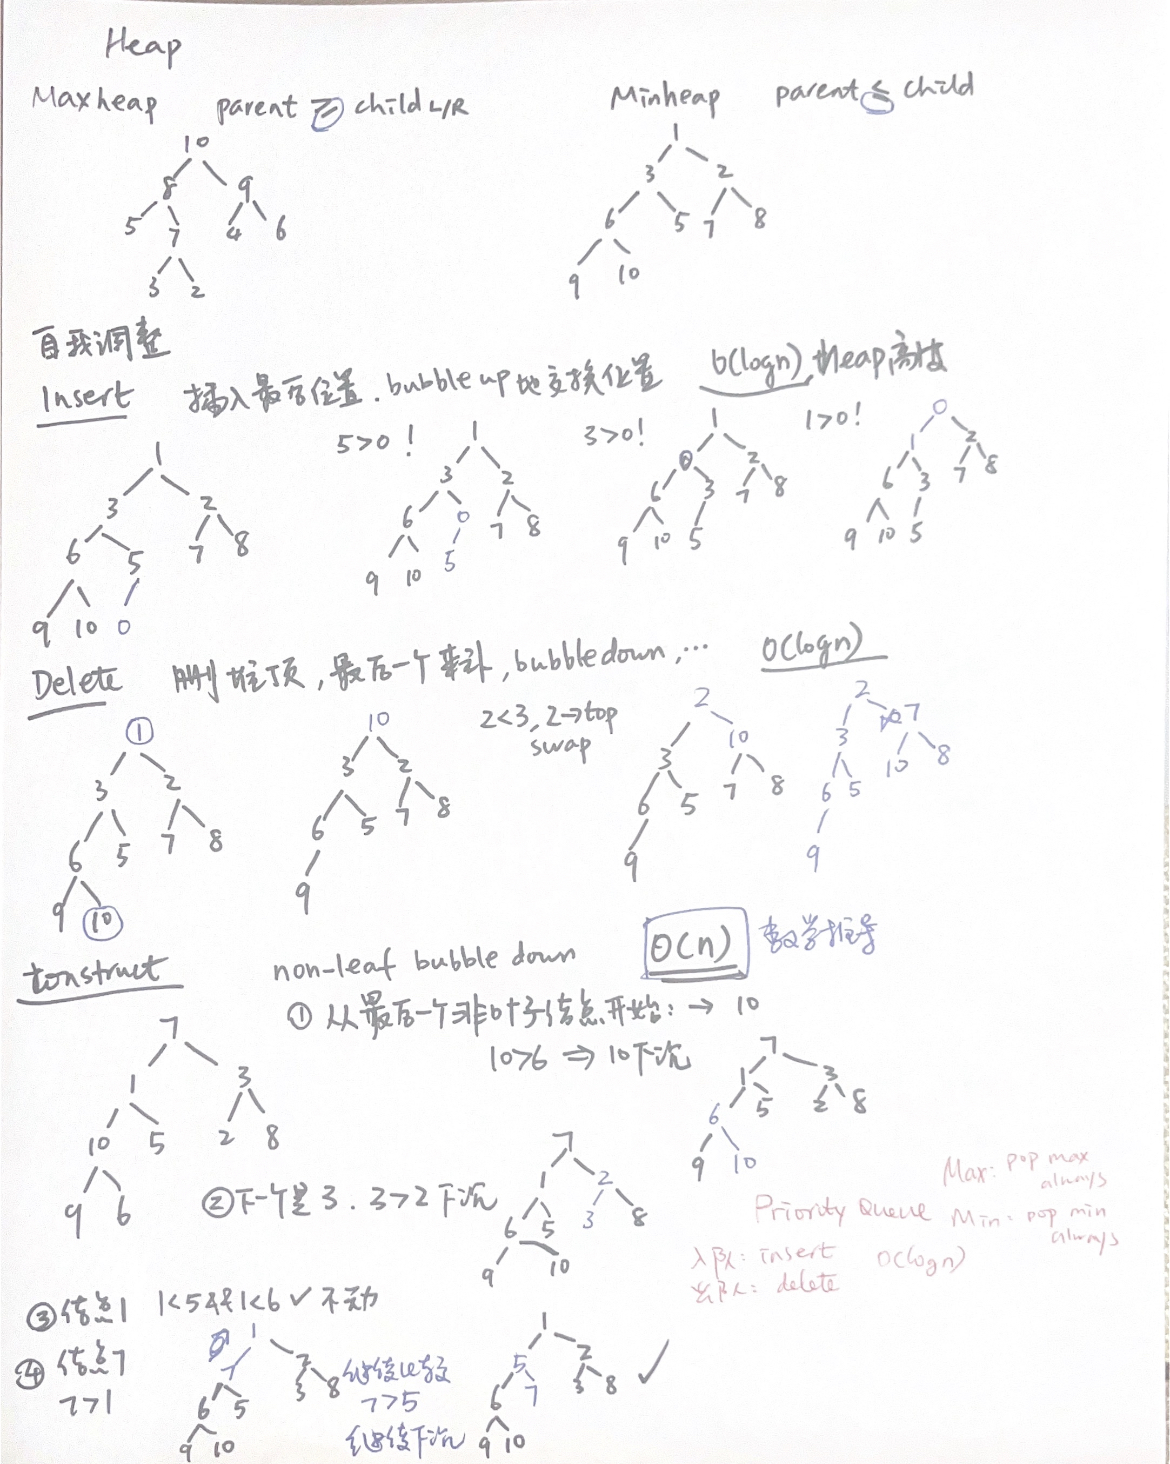 Heap
Maxheap parent ≥ child L/R
Minheap parent ≤ child
10
8 9
5 7 4 6
3 2
1
3 2
6 5 7 8
9 10
自我调整
Insert 插入最后位置. bubble up地交换位置 O(logn), heap高度
1
3 2
6 5 7 8
9 10 0
5>0!
1
3 2
6 0 7 8
9 10 5
3>0!
1
0 2
6 3 7 8
9 10 5
1>0!
0
1 2
6 3 7 8
9 10 5
Delete 删堆顶, 最后一个来补, bubble down, … O(logn)
1
3 2
6 5 7 8
9 10
10
3 2
6 5 7 8
9
2<3, 2→top
swap
2
3 10
6 5 7 8
9
2
3 7
6 5 10 8
9
Construct non-leaf bubble down O(n) 数学推导
① 从最后一个非叶子结点开始: → 10
10>6 ⇒ 10下沉
7
1 3
10 5 2 8
9 6
7
1 3
6 5 2 8
9 10
② 下一个是 3. 3>2 下沉
7
1 2
6 5 3 8
9 10
Priority Queue
Max: pop max
always
Min: pop min
always
入队: insert O(logn)
出队: delete
③ 结点1 1<5 && 1<6 ✓ 不动
④ 结点7
7>1
1
7 2
6 5 3 8
9 10
继续比较
7>5
继续下沉
1
5 2
6 7 3 8
9 10
✓